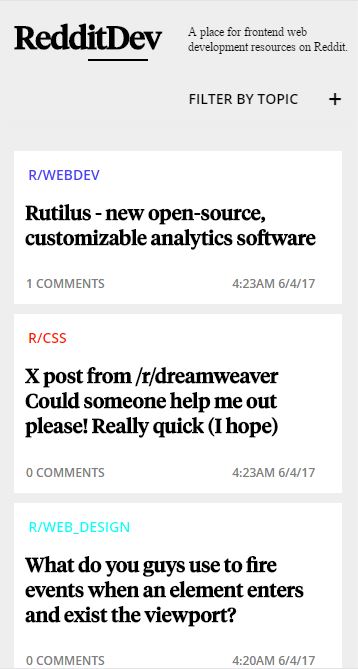 RedditDev
A place for frontend web
development resources on Reddit.
FILTER BY TOPIC +
R/WEBDEV
Rutilus - new open-source,
customizable analytics software
1 COMMENTS 4:23AM 6/4/17
R/CSS
X post from /r/dreamweaver
Could someone help me out
please! Really quick (I hope)
0 COMMENTS 4:23AM 6/4/17
R/WEB_DESIGN
What do you guys use to fire
events when an element enters
and exist the viewport?
0 COMMENTS 4:20AM 6/4/17